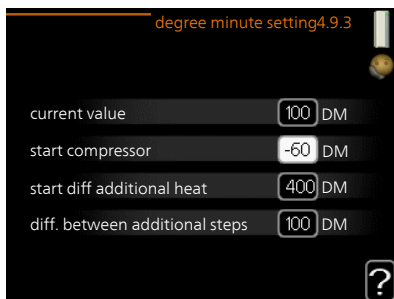 degree minute setting4.9.3
current value 100 DM
start compressor -60 DM
start diff additional heat 400 DM
diff. between additional steps 100 DM
?